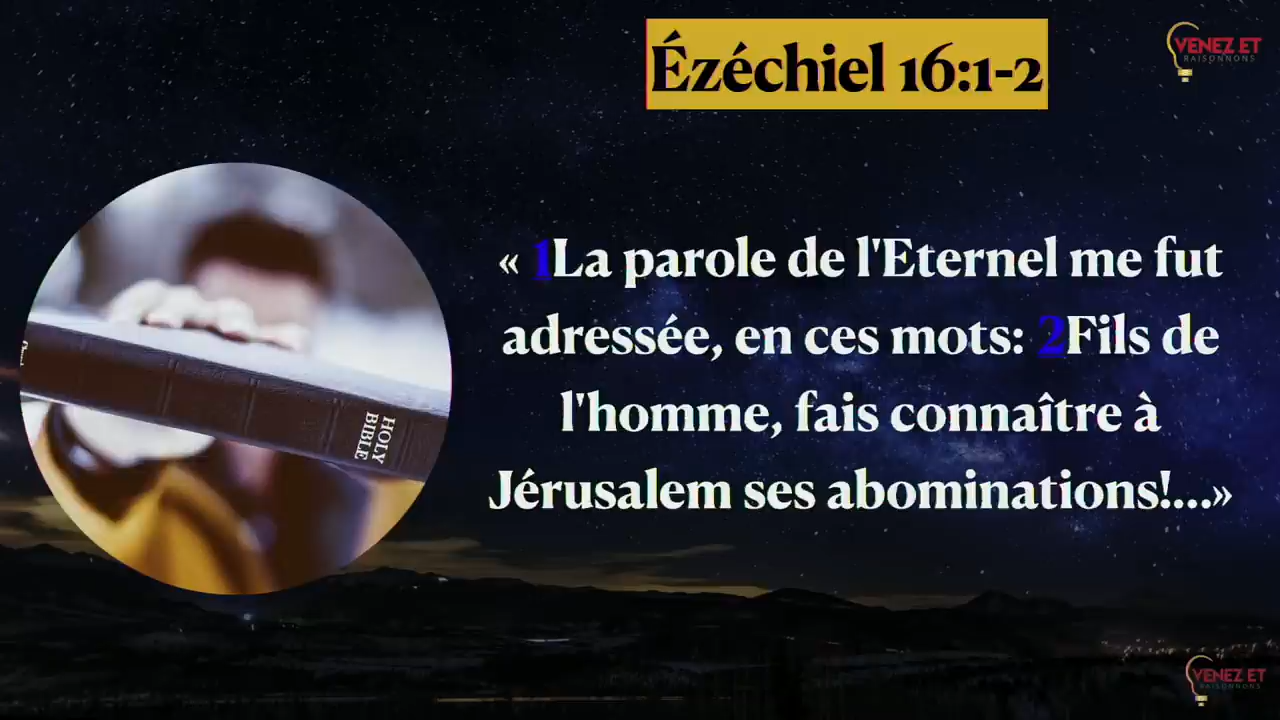 Ézéchiel 16:1-2
VENEZ ET
RAISONNONS
« 1La parole de l'Eternel me fut
adressée, en ces mots: 2Fils de
l'homme, fais connaître à
Jérusalem ses abominations!...»
HOLY
BIBLE
VENEZ ET
RAISONNONS